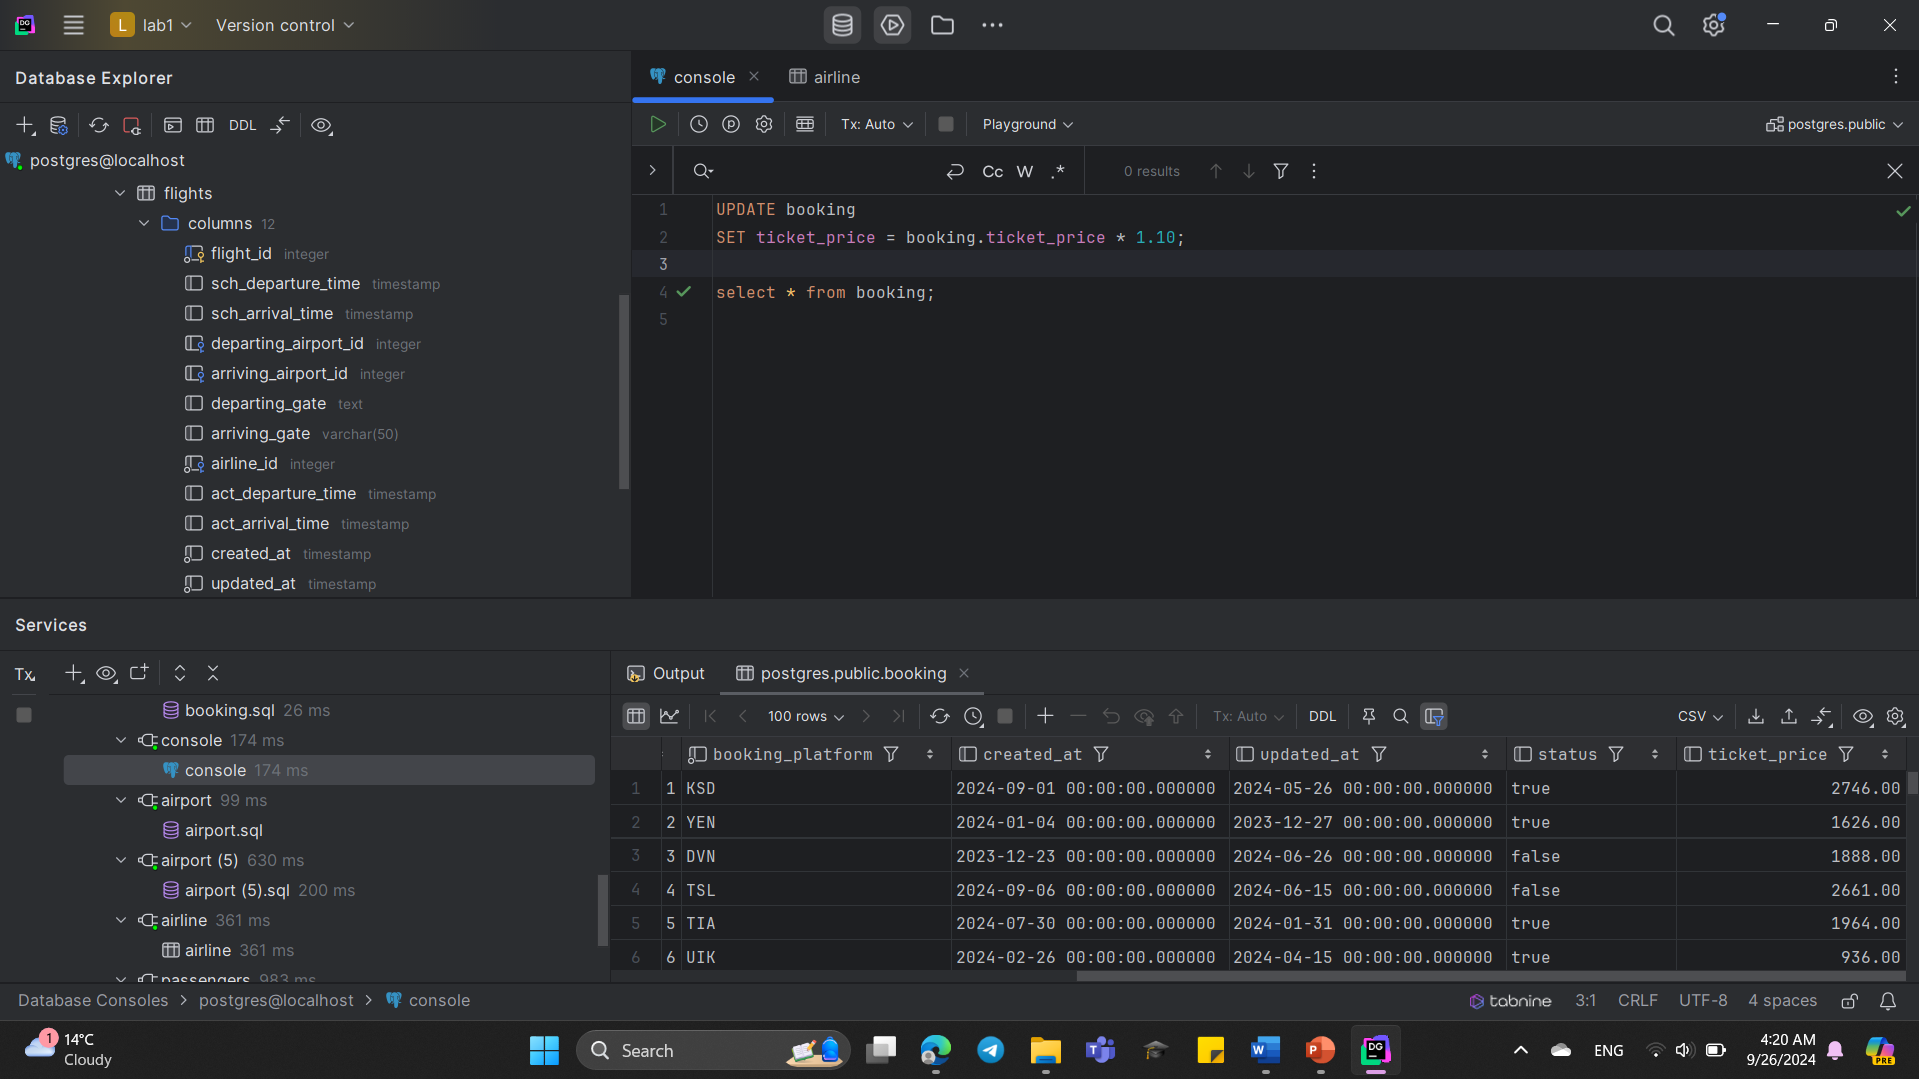 L lab1 Version control
Database Explorer
console
airline
DDL
Tx: Auto
Playground
postgres.public
postgres@localhost
flights
columns 12
flight_id integer
sch_departure_time timestamp
sch_arrival_time timestamp
departing_airport_id integer
arriving_airport_id integer
departing_gate text
arriving_gate varchar(50)
airline_id integer
act_departure_time timestamp
act_arrival_time timestamp
created_at timestamp
updated_at timestamp
Cc W .* 0 results
1 UPDATE booking
2 SET ticket_price = booking.ticket_price * 1.10;
3
4 select * from booking;
5
Services
Tx
booking.sql 26 ms
console 174 ms
console 174 ms
airport 99 ms
airport.sql
airport (5) 630 ms
airport (5).sql 200 ms
airline 361 ms
airline 361 ms
passengers 983 ms
Output
postgres.public.booking
100 rows
Tx: Auto
DDL
CSV
booking_platform created_at updated_at status ticket_price
1 1 KSD 2024-09-01 00:00:00.000000 2024-05-26 00:00:00.000000 true 2746.00
2 2 YEN 2024-01-04 00:00:00.000000 2023-12-27 00:00:00.000000 true 1626.00
3 3 DVN 2023-12-23 00:00:00.000000 2024-06-26 00:00:00.000000 false 1888.00
4 4 TSL 2024-09-06 00:00:00.000000 2024-06-15 00:00:00.000000 false 2661.00
5 5 TIA 2024-07-30 00:00:00.000000 2024-01-31 00:00:00.000000 true 1964.00
6 6 UIK 2024-02-26 00:00:00.000000 2024-04-15 00:00:00.000000 true 936.00
Database Consoles > postgres@localhost > console
tabnine 3:1 CRLF UTF-8 4 spaces
1 14°C
Cloudy
Search
ENG
4:20 AM
9/26/2024
PRE